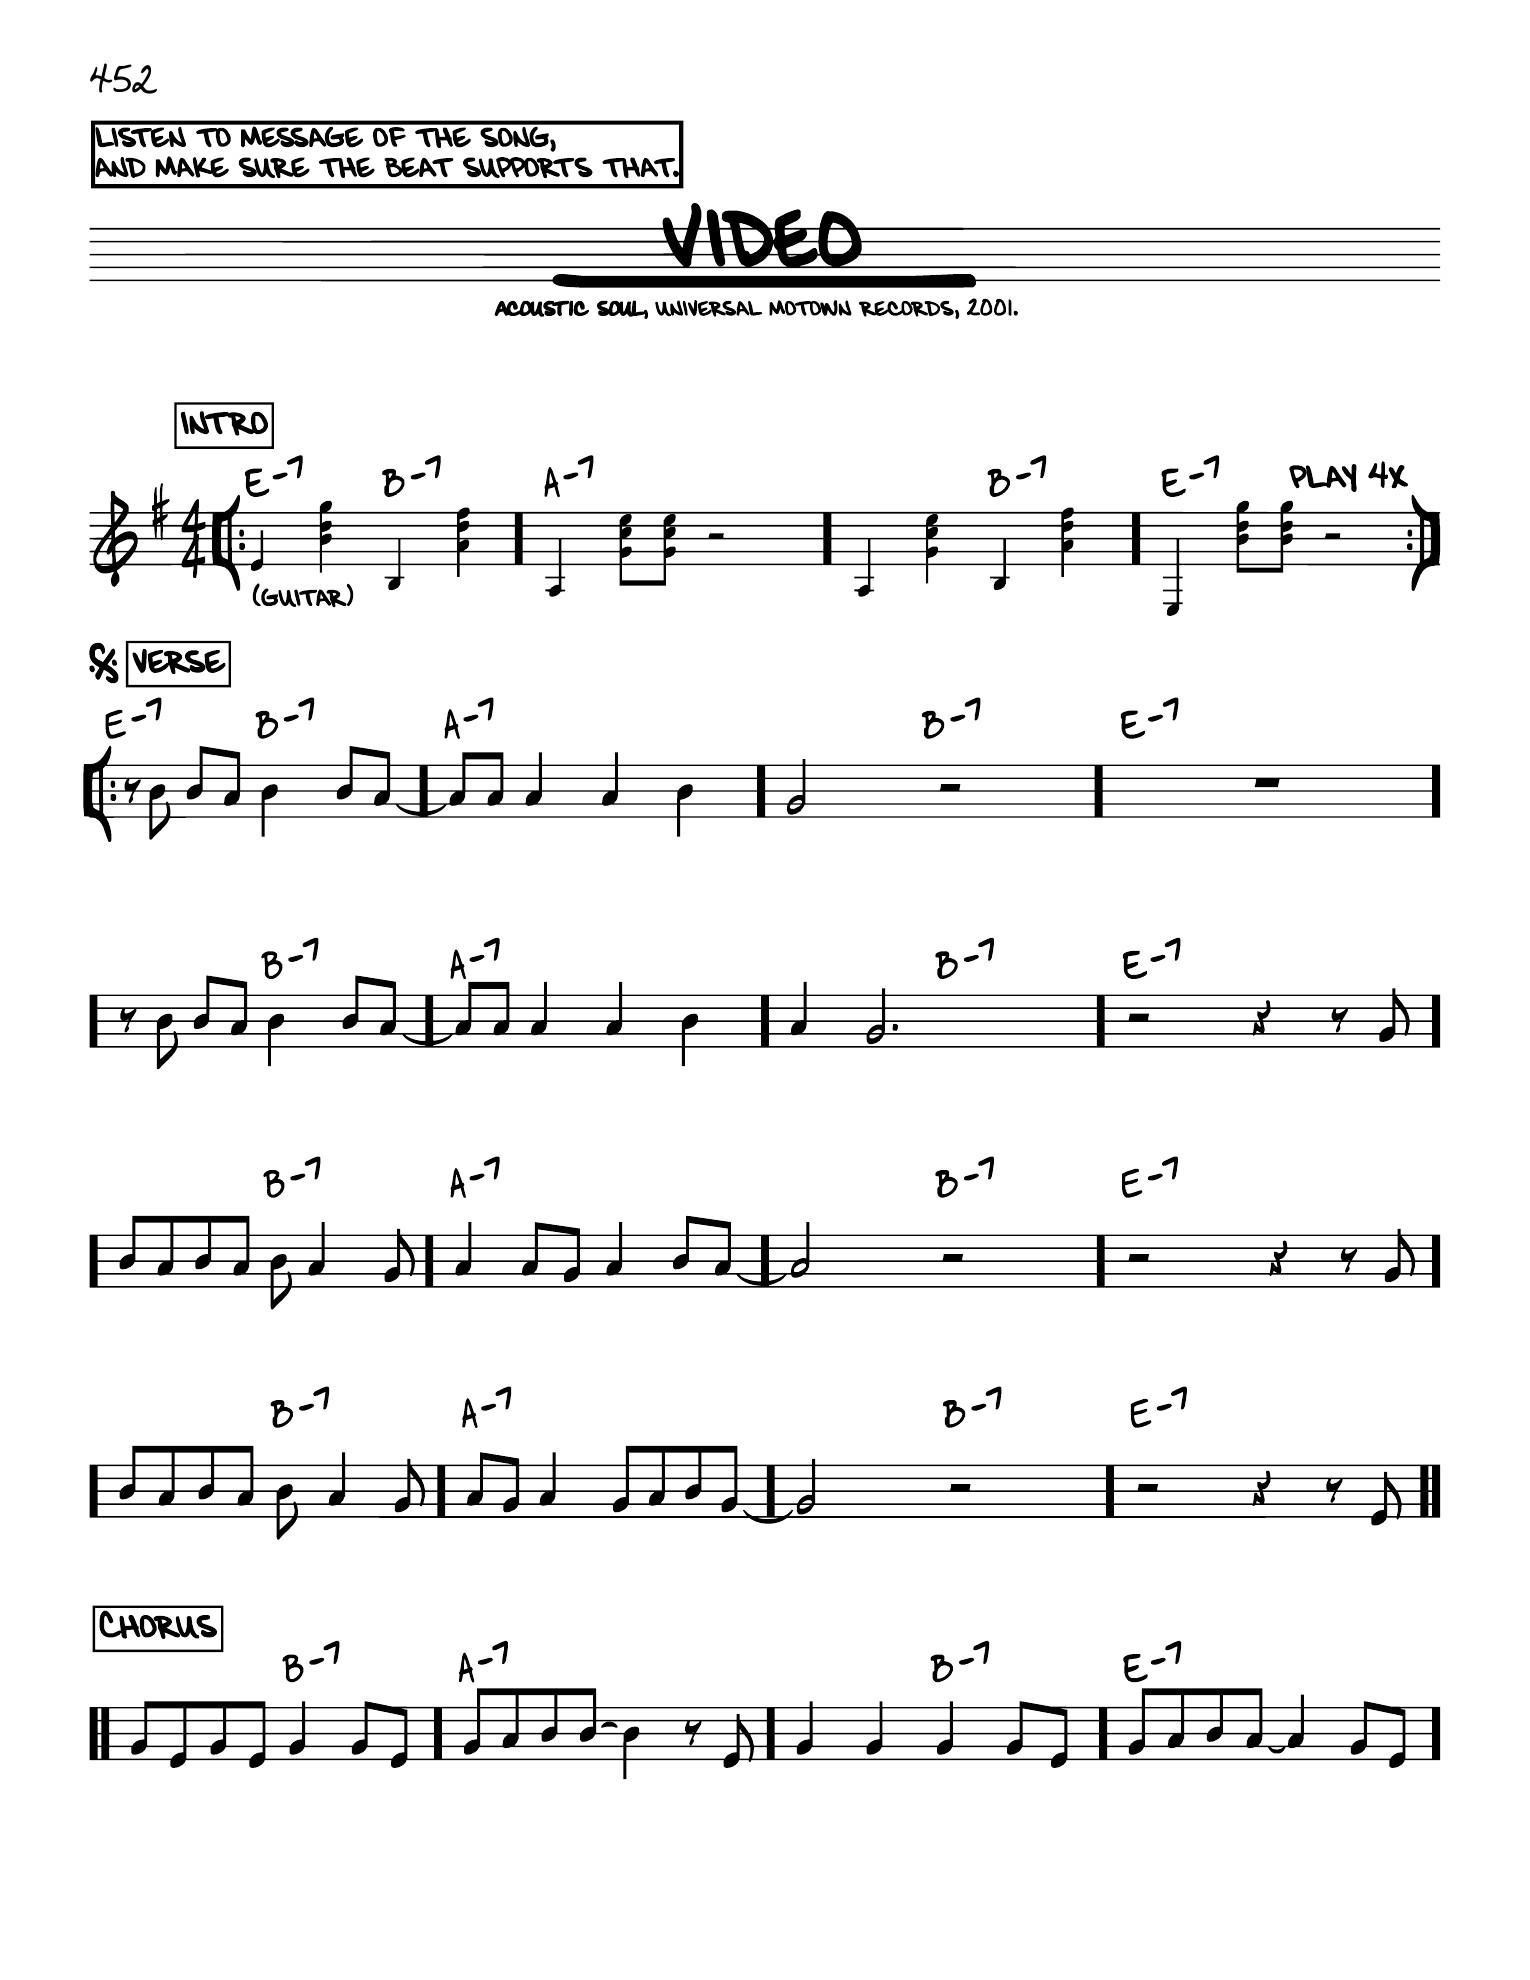 452
LISTEN TO MESSAGE OF THE SONG,
AND MAKE SURE THE BEAT SUPPORTS THAT.
VIDEO
ACOUSTIC SOUL, UNIVERSAL MOTOWN RECORDS, 2001.
INTRO
E-7 B-7 A-7 B-7 E-7 PLAY 4X
4
4
(GUITAR)
VERSE
E-7 B-7 A-7 B-7 E-7
B-7 A-7 B-7 E-7
B-7 A-7 B-7 E-7
B-7 A-7 B-7 E-7
CHORUS
B-7 A-7 B-7 E-7